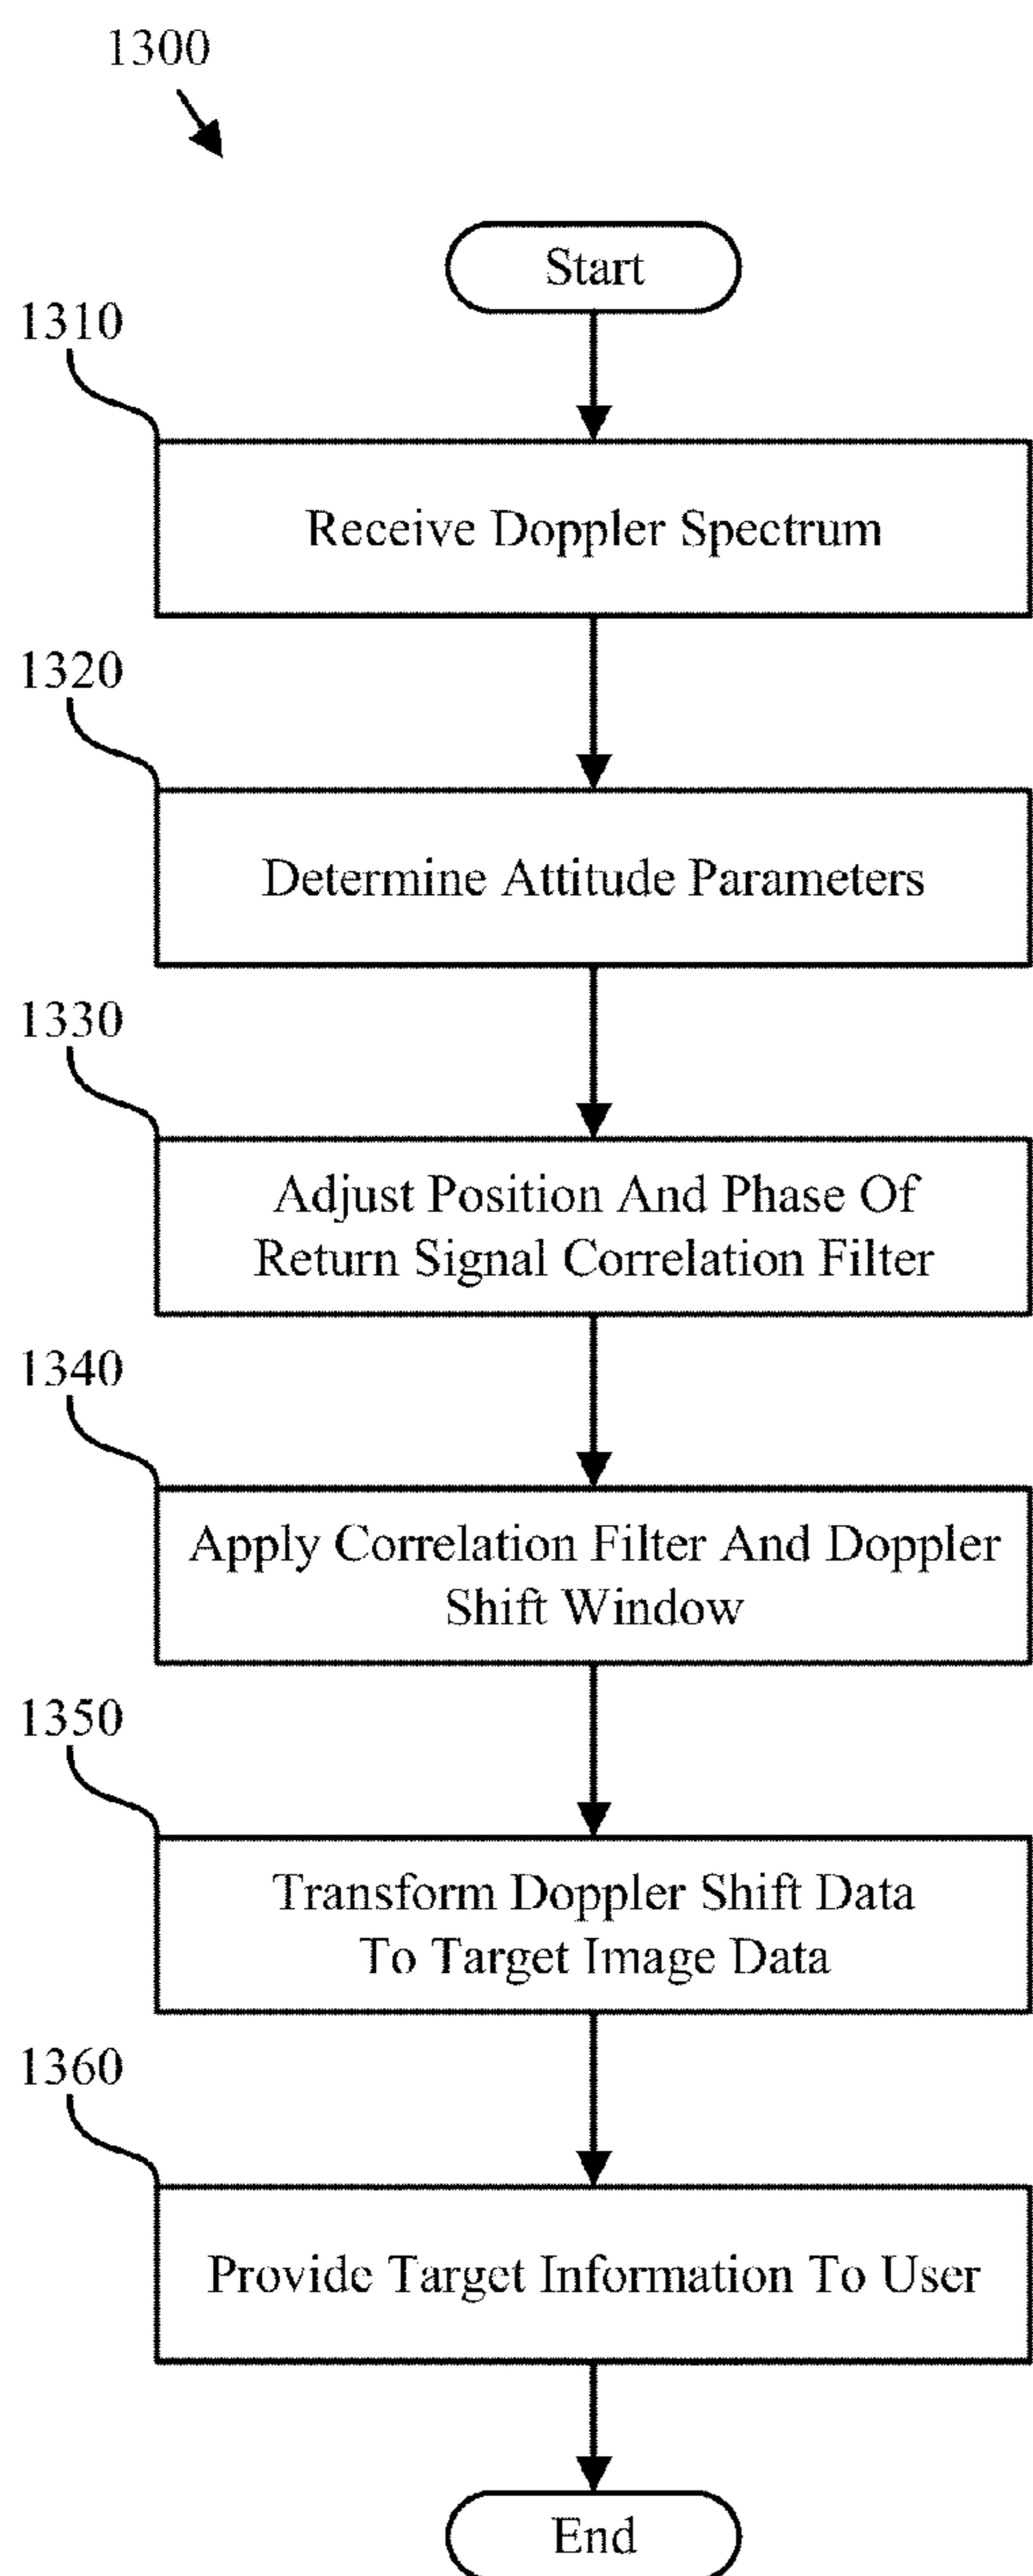 1300
Start
1310
Receive Doppler Spectrum
1320
Determine Attitude Parameters
1330
Adjust Position And Phase Of
Return Signal Correlation Filter
1340
Apply Correlation Filter And Doppler
Shift Window
1350
Transform Doppler Shift Data
To Target Image Data
1360
Provide Target Information To User
End